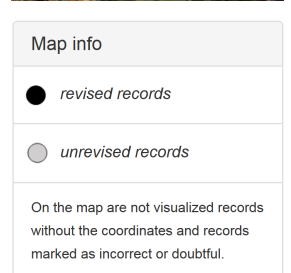 Map info
revised records
unrevised records
On the map are not visualized records
without the coordinates and records
marked as incorrect or doubtful.